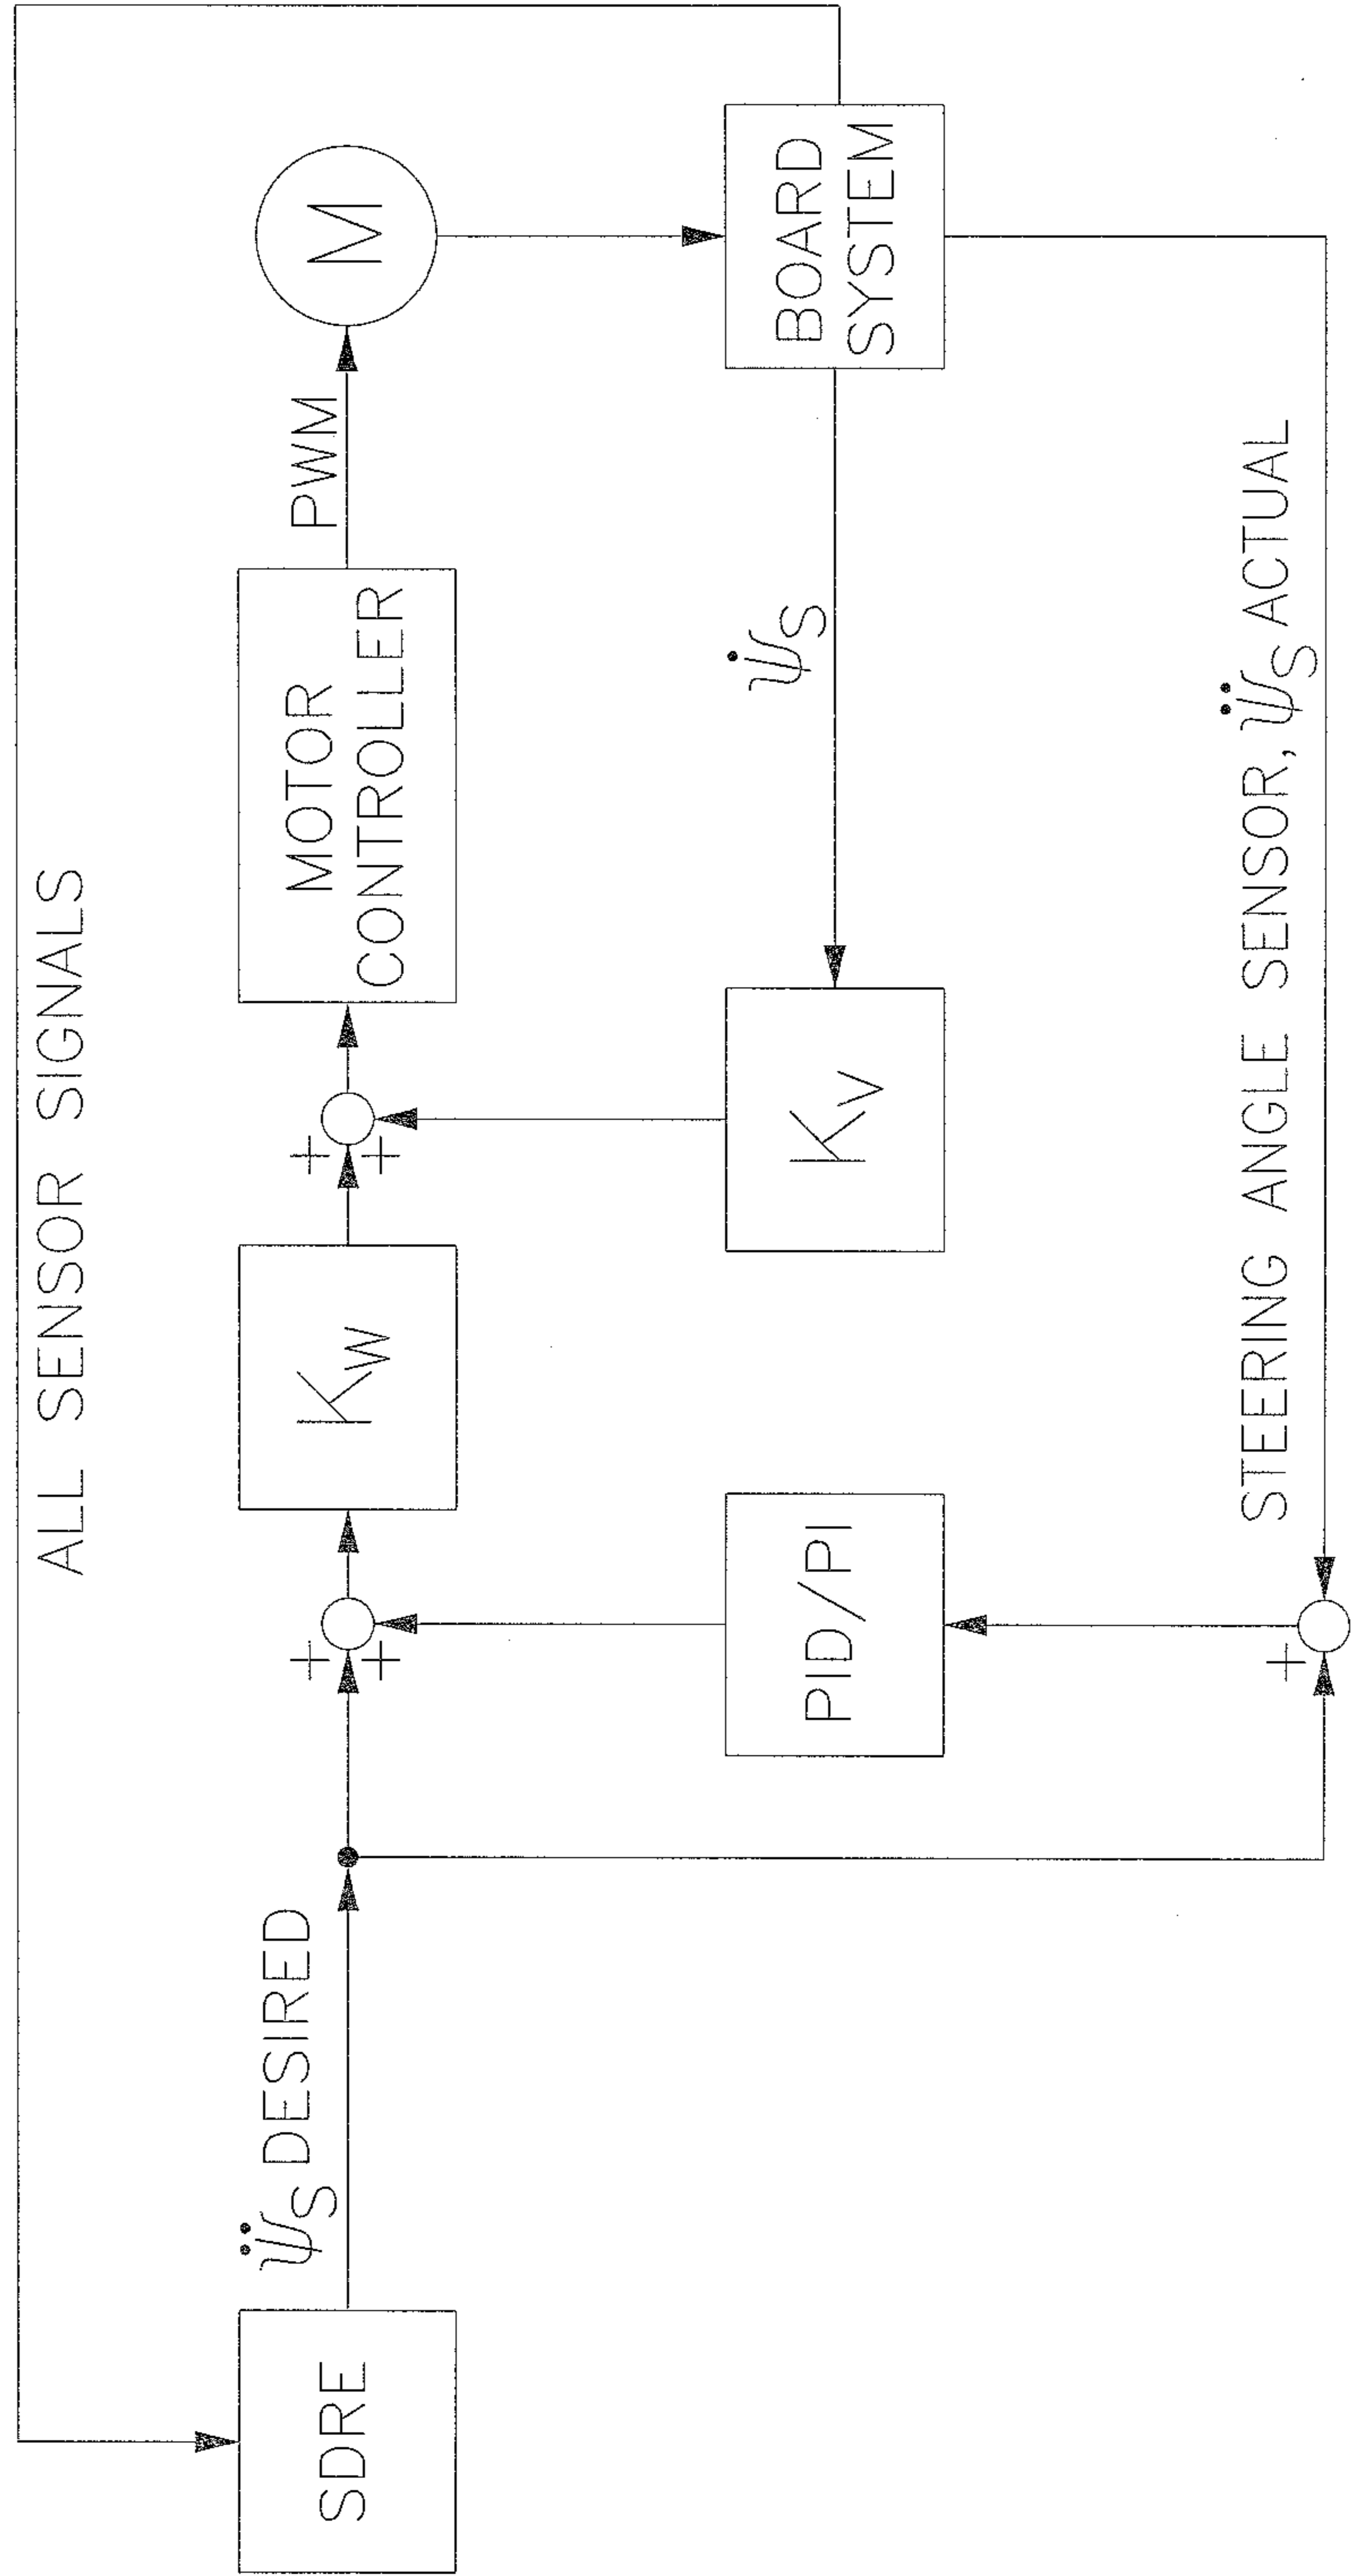 ALL SENSOR SIGNALS
SDRE
ψ̈S DESIRED
+
+
KW
+
+
MOTOR
CONTROLLER
PWM
M
PID/PI
KV
ψ̇S
BOARD
SYSTEM
+
STEERING ANGLE SENSOR, ψ̈S ACTUAL